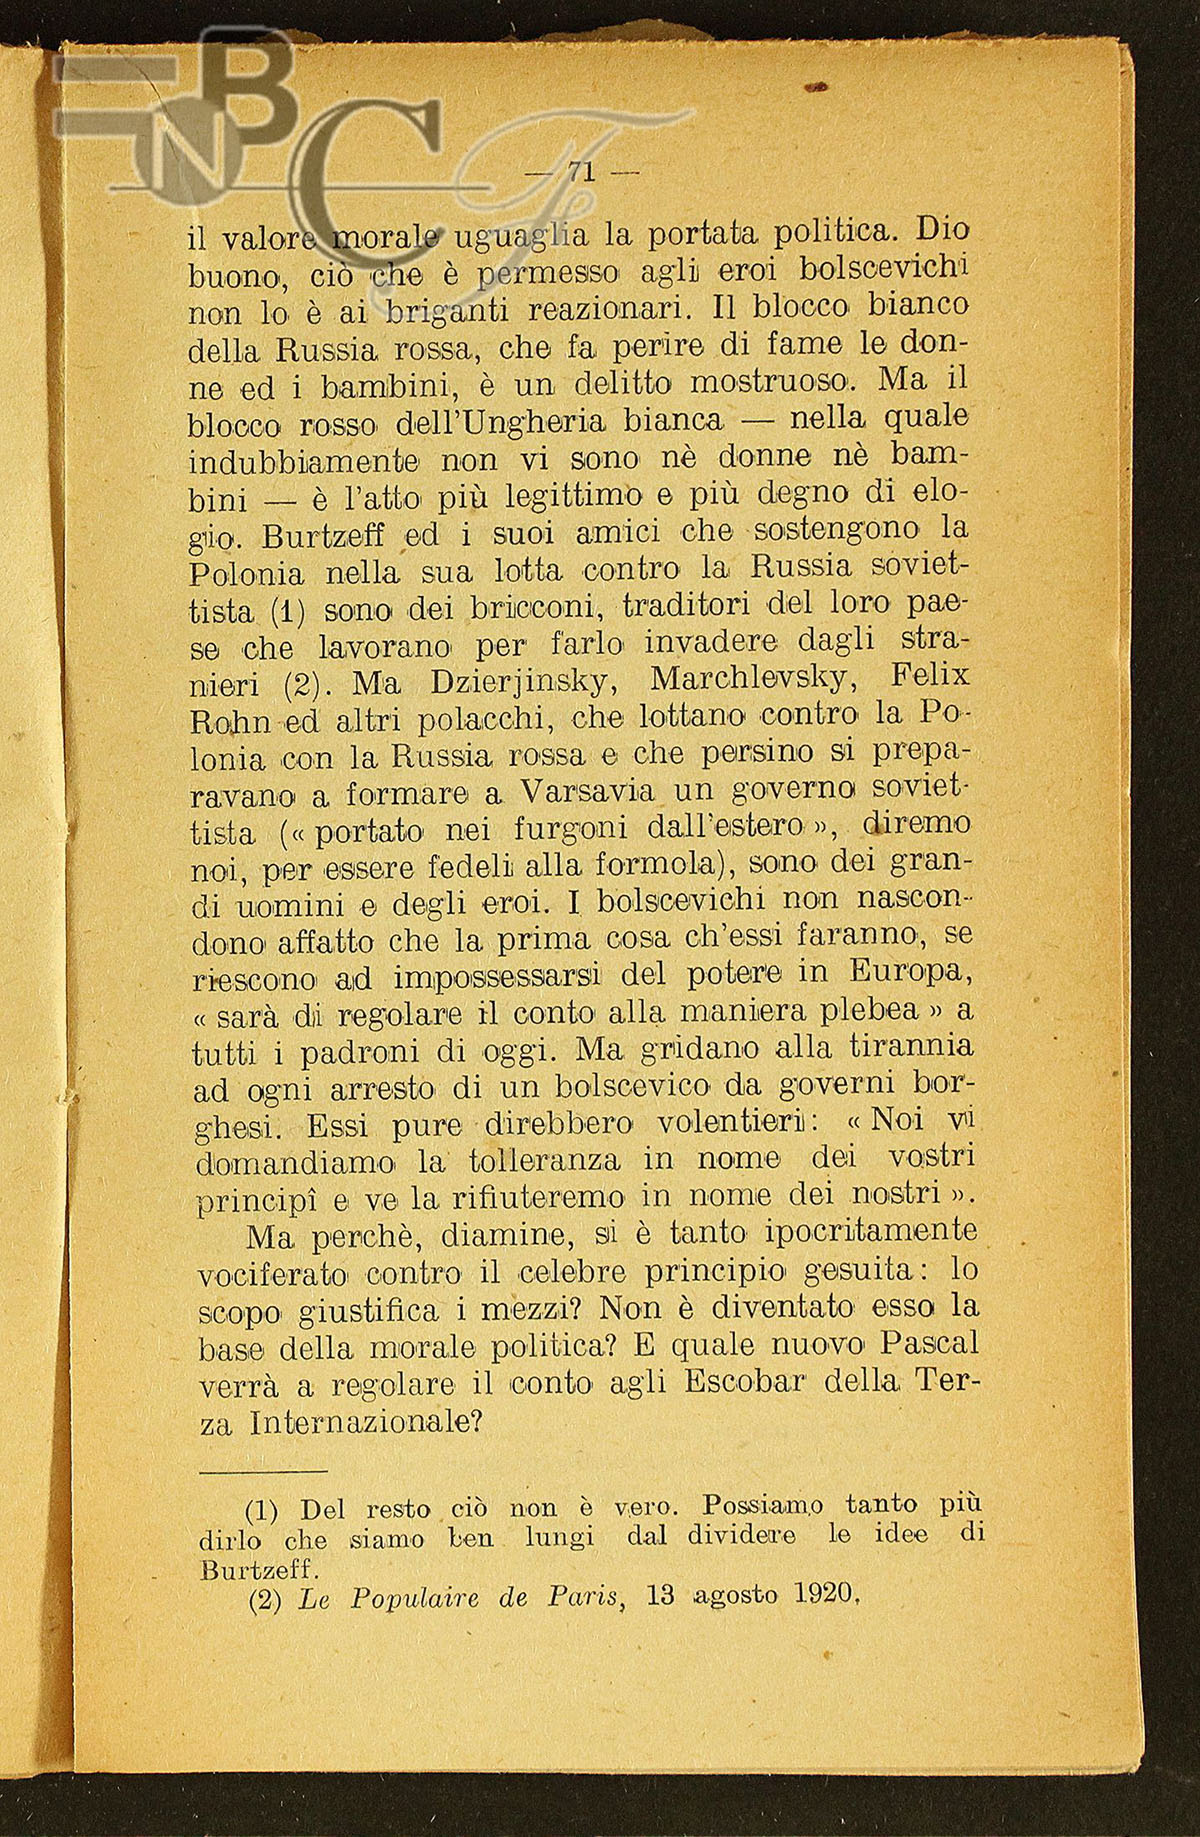 BNCF
— 71 —
il valore morale uguaglia la portata politica. Dio
buono, ciò che è permesso agli eroi bolscevichi
non lo è ai briganti reazionari. Il blocco bianco
della Russia rossa, che fa perire di fame le don-
ne ed i bambini, è un delitto mostruoso. Ma il
blocco rosso dell'Ungheria bianca — nella quale
indubbiamente non vi sono nè donne nè bam-
bini — è l'atto più legittimo e più degno di elo-
gio. Burtzeff ed i suoi amici che sostengono la
Polonia nella sua lotta contro la Russia soviet-
tista (1) sono dei bricconi, traditori del loro pae-
se che lavorano per farlo invadere dagli stra-
nieri (2). Ma Dzierjinsky, Marchlevsky, Felix
Rohn ed altri polacchi, che lottano contro la Po-
lonia con la Russia rossa e che persino si prepa-
ravano a formare a Varsavia un governo soviet-
tista (« portato nei furgoni dall'estero », diremo
noi, per essere fedeli alla formola), sono dei gran-
di uomini e degli eroi. I bolscevichi non nascon-
dono affatto che la prima cosa ch'essi faranno, se
riescono ad impossessarsi del potere in Europa,
« sarà di regolare il conto alla maniera plebea » a
tutti i padroni di oggi. Ma gridano alla tirannia
ad ogni arresto di un bolscevico da governi bor-
ghesi. Essi pure direbbero volentieri: « Noi vi
domandiamo la tolleranza in nome dei vostri
principî e ve la rifiuteremo in nome dei nostri ».
Ma perchè, diamine, si è tanto ipocritamente
vociferato contro il celebre principio gesuita: lo
scopo giustifica i mezzi? Non è diventato esso la
base della morale politica? E quale nuovo Pascal
verrà a regolare il conto agli Escobar della Ter-
za Internazionale?
(1) Del resto ciò non è vero. Possiamo tanto più
dirlo che siamo ben lungi dal dividere le idee di
Burtzeff.
(2) Le Populaire de Paris, 13 agosto 1920.